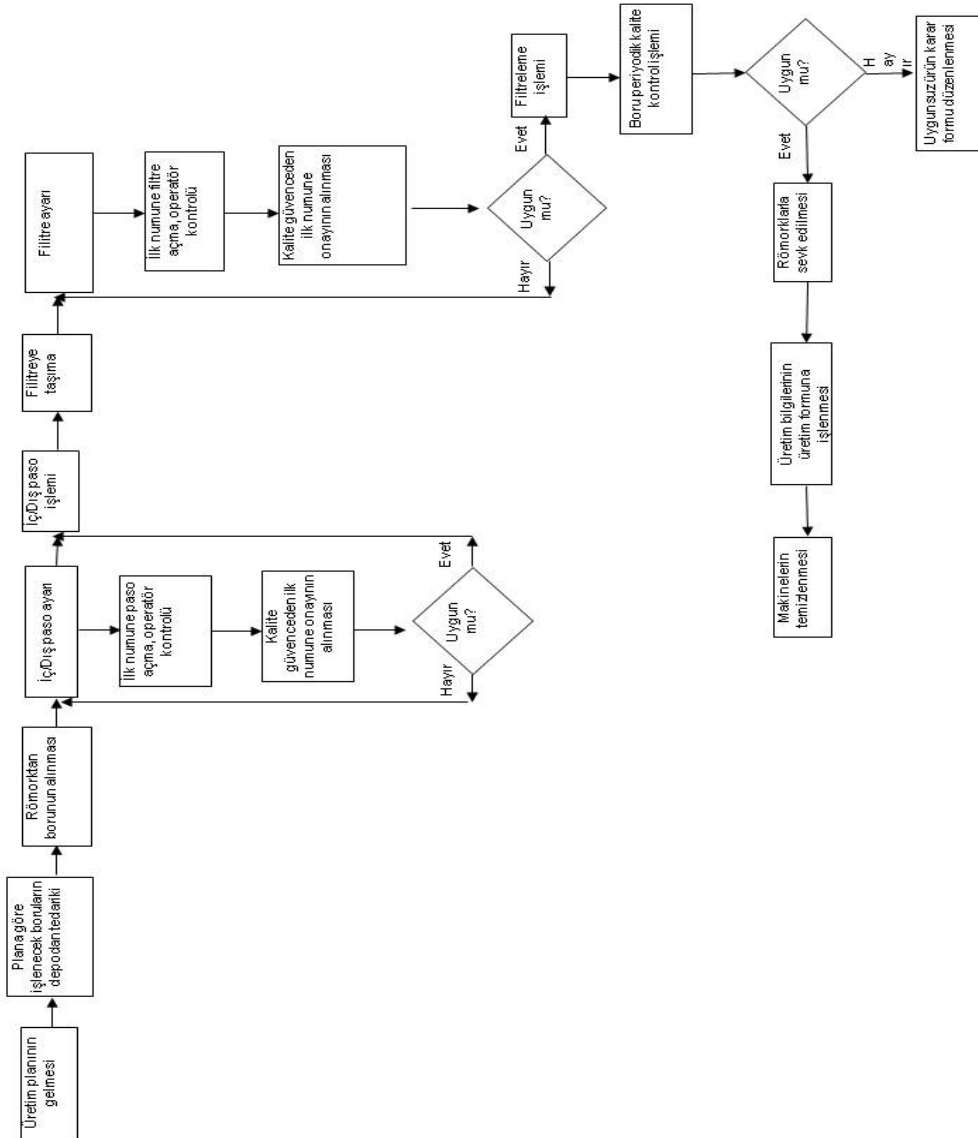 Üretim planının
gelmesi
Plana göre
işlenecek boruların
depodan tedariki
Römorktan
borunun alınması
İç/Dış paso ayarı
İlk numune paso
açma, operatör
kontrolü
Kalite
güvenceden ilk
numune onayının
alınması
Uygun
mu?
Hayır
Evet
İç/Dış paso
işlemi
Filitreye
taşıma
Filitre ayarı
İlk numune filtre
açma, operatör
kontrolü
Kalite güvenceden
ilk numune
onayının alınması
Uygun
mu?
Hayır
Evet
Filtreleme
işlemi
Boru periyodik kalite
kontrol işlemi
Uygun
mu?
Evet
H
ay
ır
Uygunsuz ürün karar
formu düzenlenmesi
Römorklarla
sevk edilmesi
Üretim bilgilerinin
üretim formuna
işlenmesi
Makinelerin
temizlenmesi